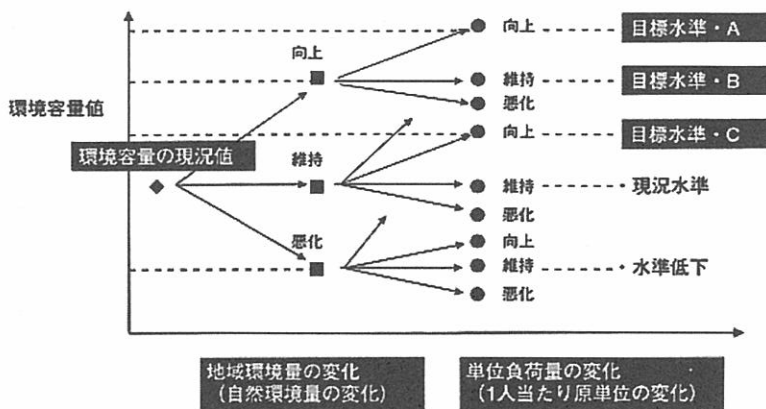 向上
目標水準・A
向上
維持
目標水準・B
悪化
環境容量値
向上
目標水準・C
環境容量の現況値
維持
維持
・現況水準
悪化
悪化
向上
維持
・水準低下
悪化
地域環境量の変化
(自然環境量の変化)
単位負荷量の変化
(1人当たり原単位の変化)